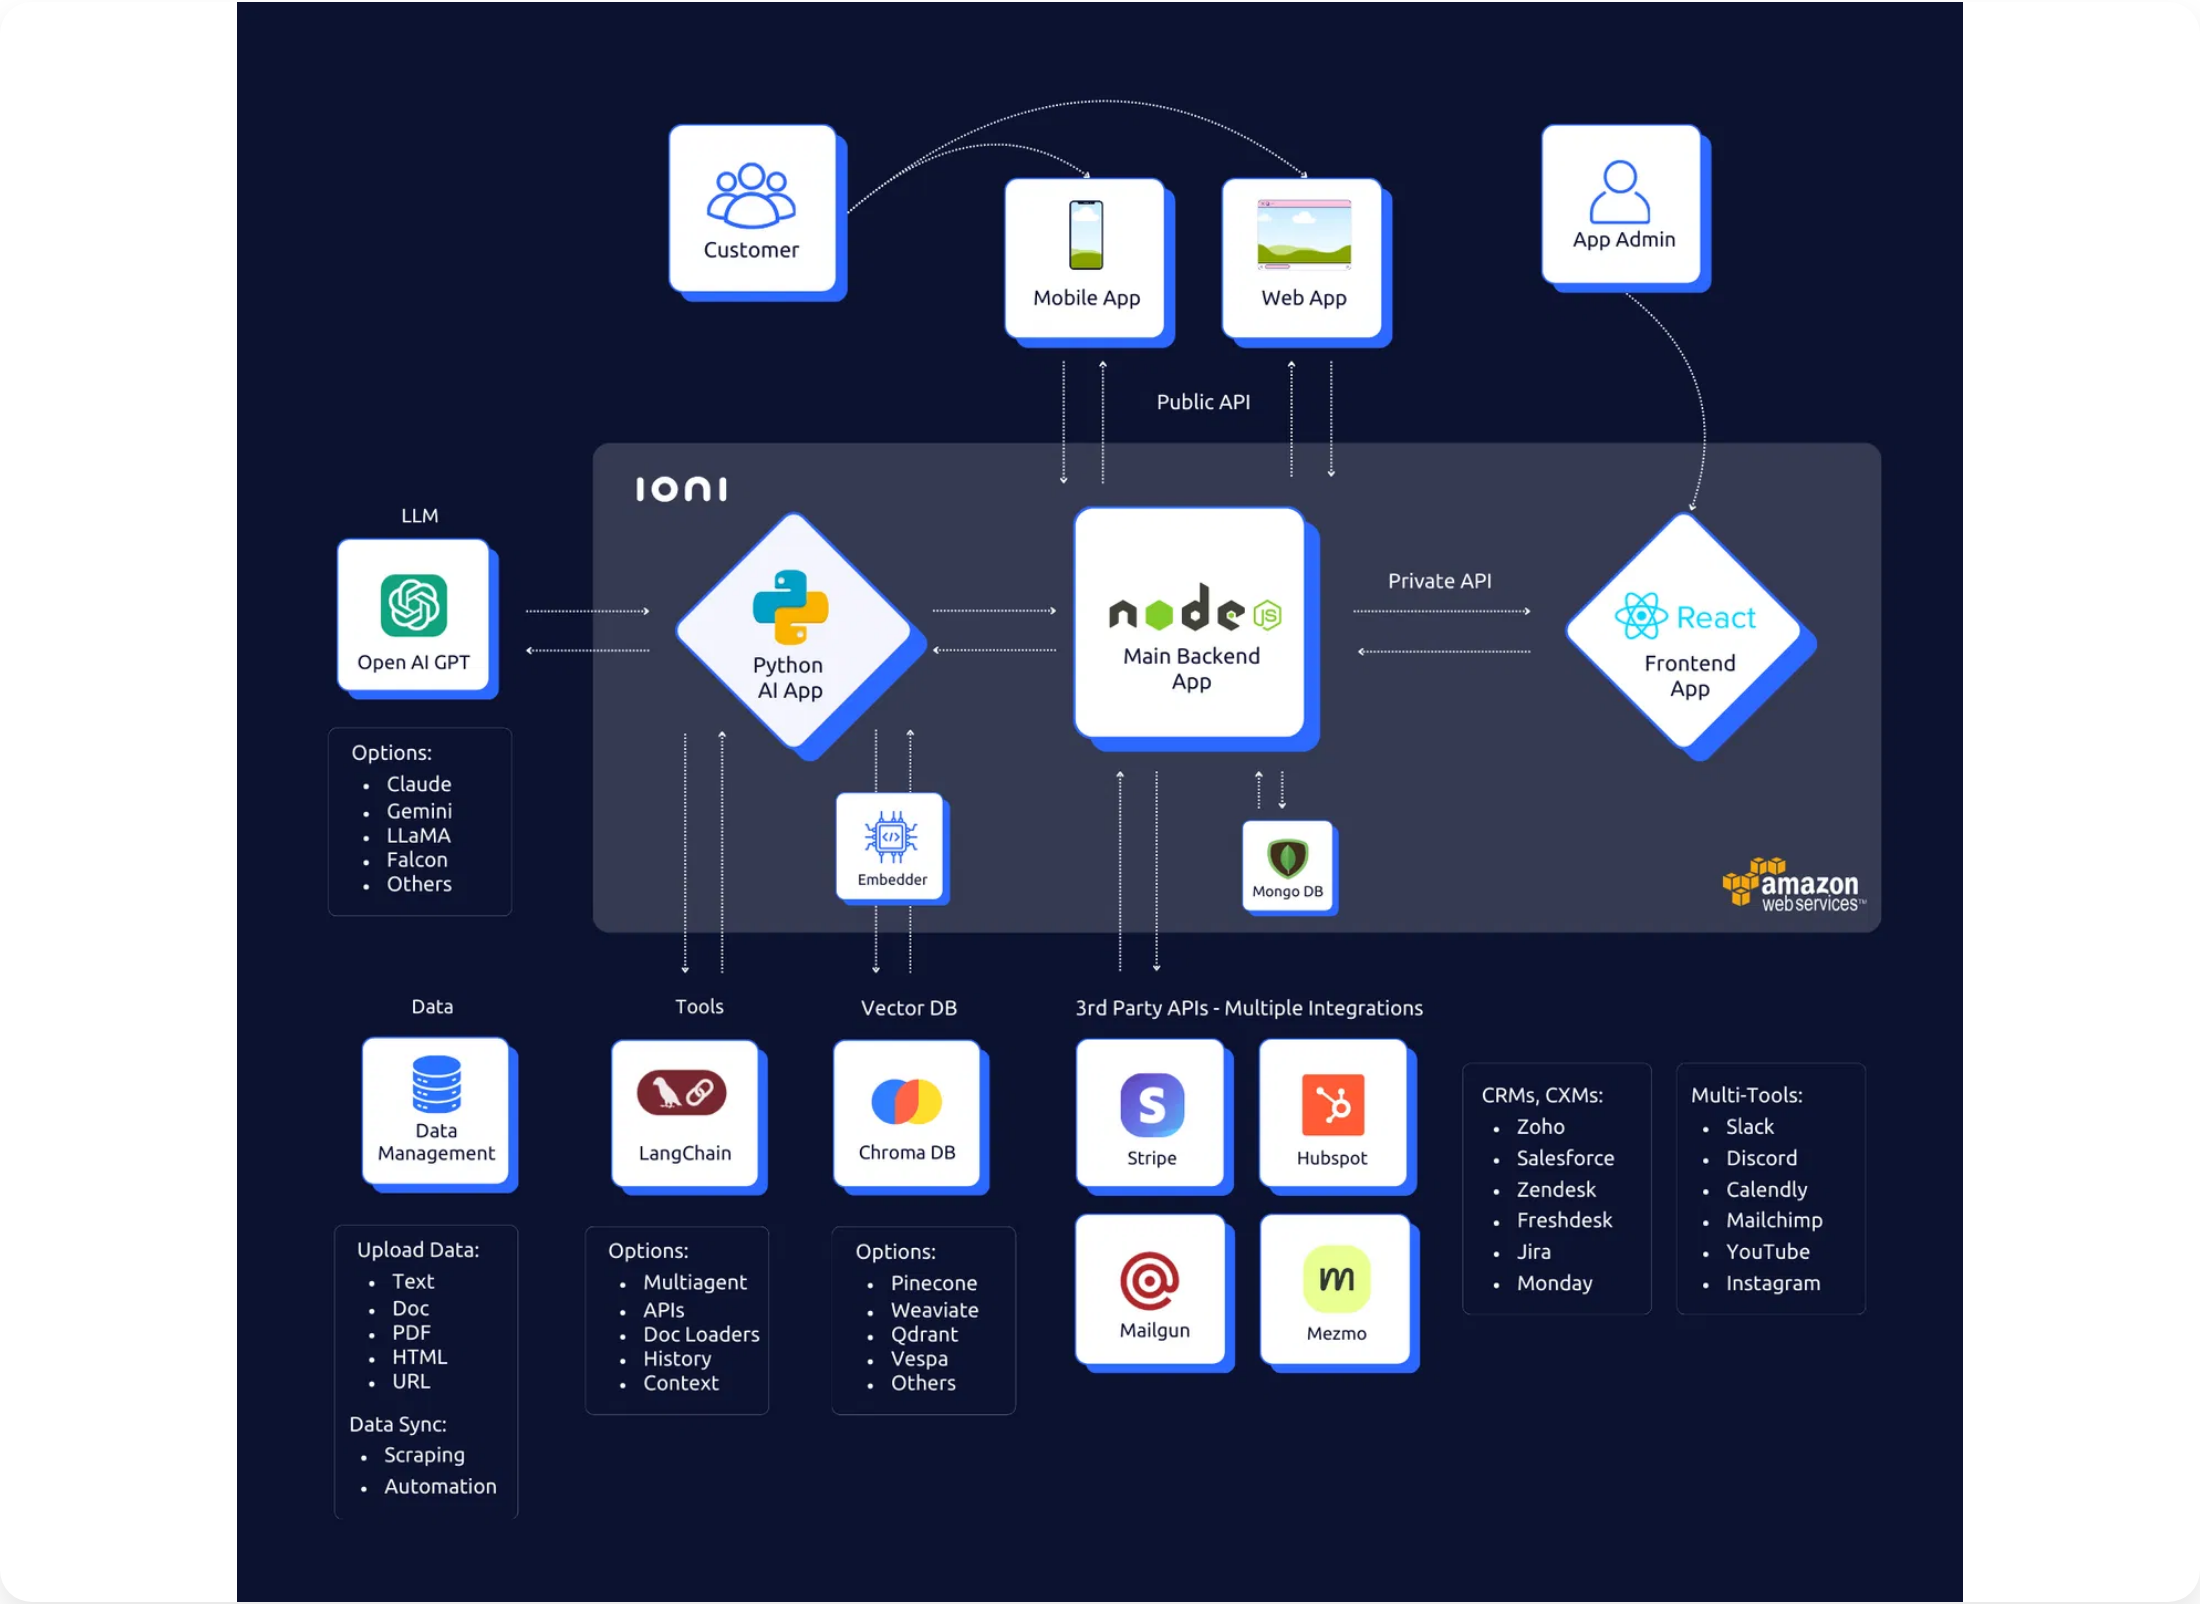 Customer
Mobile App
Web App
App Admin
Public API
IONI
LLM
Open AI GPT
Options:
• Claude
• Gemini
• LLaMA
• Falcon
• Others
Python
AI App
node JS
Main Backend
App
Private API
React
Frontend
App
Embedder
Mongo DB
amazon
web services™
Data
Data
Management
Upload Data:
• Text
• Doc
• PDF
• HTML
• URL
Data Sync:
• Scraping
• Automation
Tools
LangChain
Options:
• Multiagent
• APIs
• Doc Loaders
• History
• Context
Vector DB
Chroma DB
Options:
• Pinecone
• Weaviate
• Qdrant
• Vespa
• Others
3rd Party APIs - Multiple Integrations
S
Stripe
Hubspot
Mailgun
m
Mezmo
CRMs, CXMs:
• Zoho
• Salesforce
• Zendesk
• Freshdesk
• Jira
• Monday
Multi-Tools:
• Slack
• Discord
• Calendly
• Mailchimp
• YouTube
• Instagram